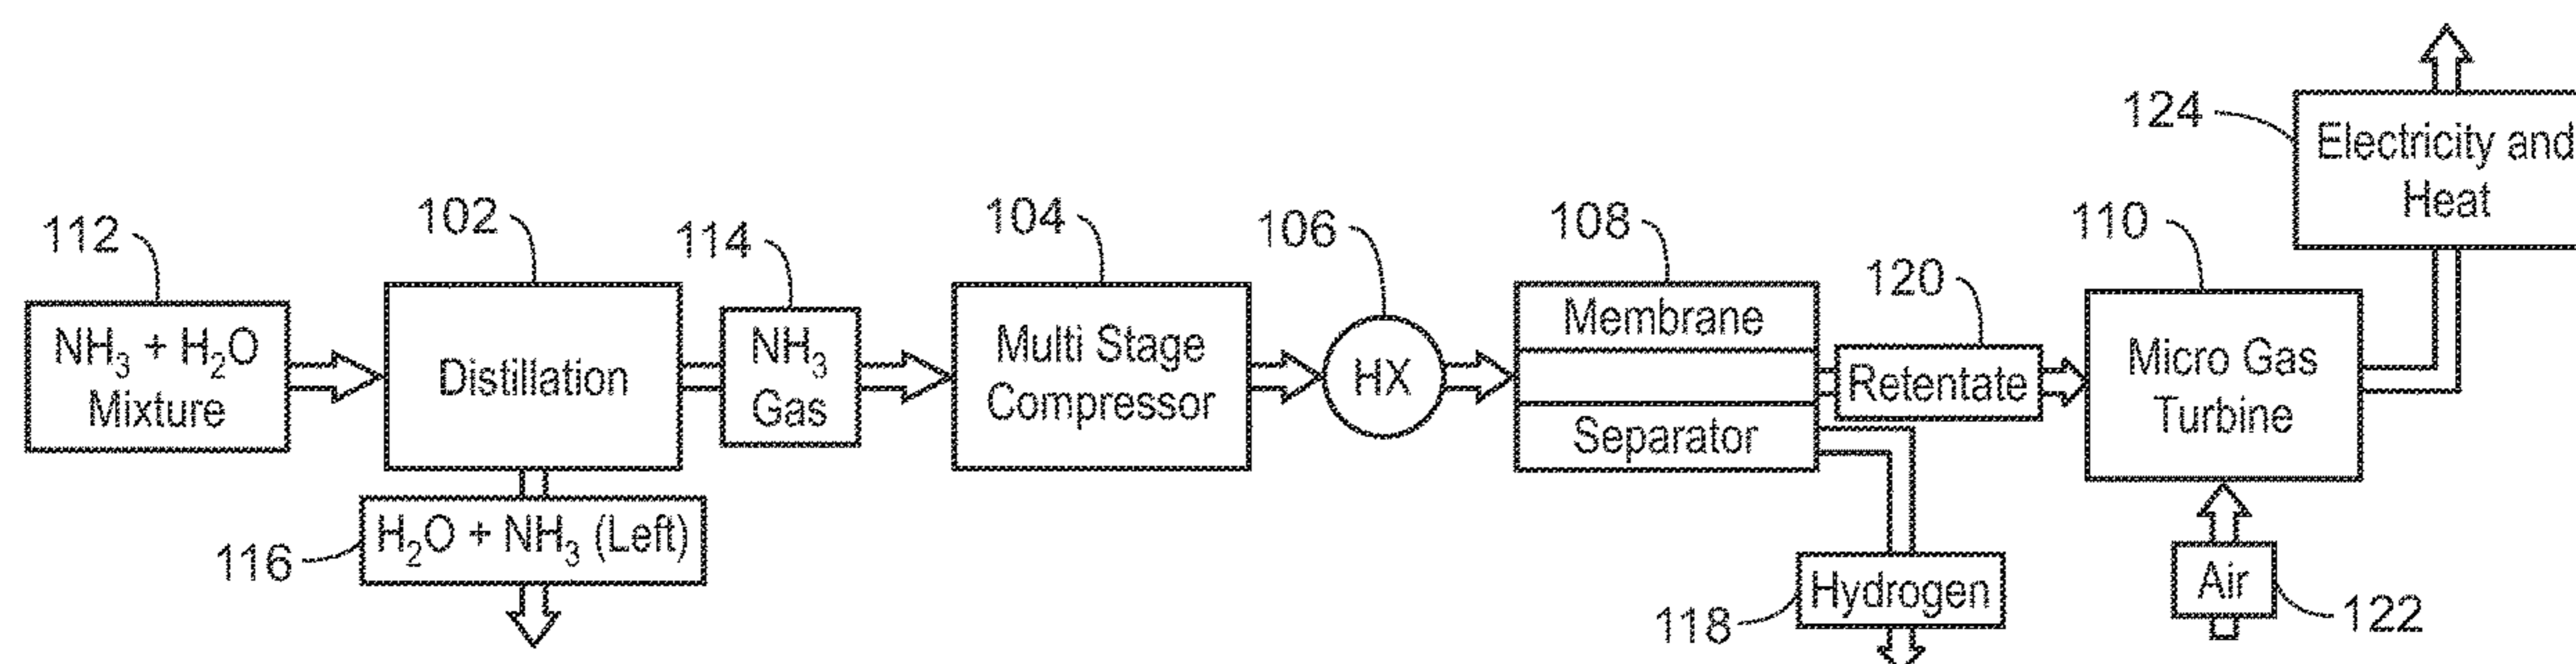 124
Electricity and
Heat
112
102
114
104
106
108
120
110
NH₃ + H₂O
Mixture
Distillation
NH₃
Gas
Multi Stage
Compressor
HX
Membrane
Separator
Retentate
Micro Gas
Turbine
116
H₂O + NH₃ (Left)
118
Hydrogen
Air
122